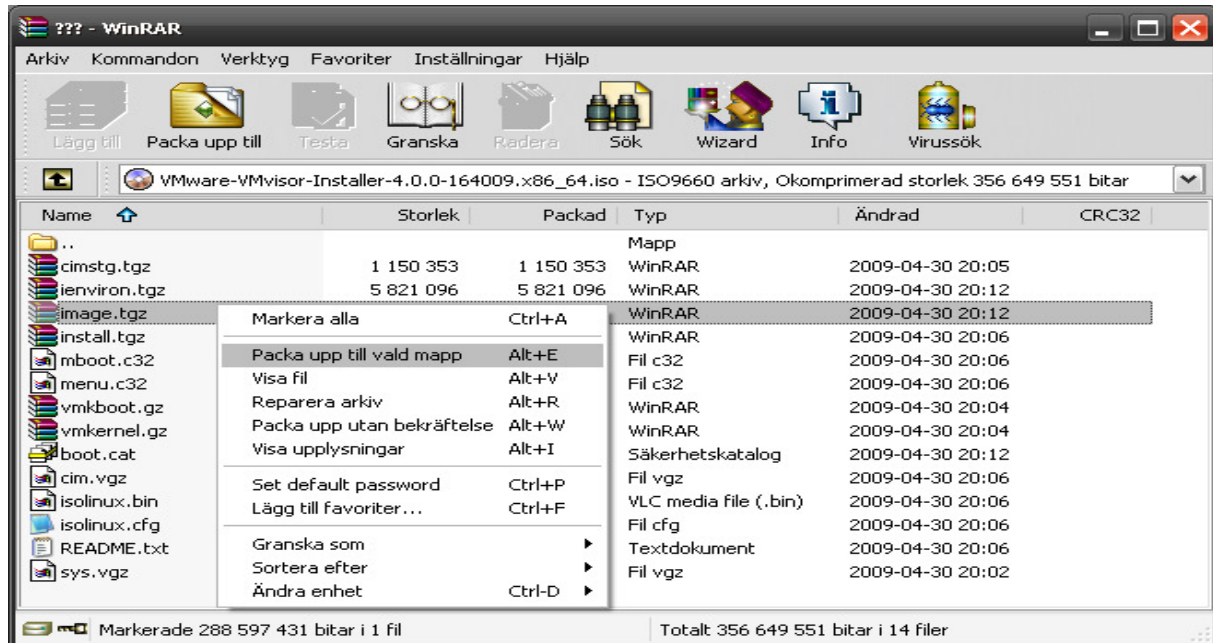 ??? - WinRAR
Arkiv Kommandon Verktyg Favoriter Inställningar Hjälp
Lägg till Packa upp till Testa Granska Radera Sök Wizard Info Virussök
VMware-VMvisor-Installer-4.0.0-164009.x86_64.iso - ISO9660 arkiv, Okomprimerad storlek 356 649 551 bitar
Name Storlek Packad Typ Ändrad CRC32
.. Mapp
cimstg.tgz 1 150 353 1 150 353 WinRAR 2009-04-30 20:05
ienviron.tgz 5 821 096 5 821 096 WinRAR 2009-04-30 20:12
image.tgz WinRAR 2009-04-30 20:12
install.tgz WinRAR 2009-04-30 20:06
mboot.c32 Fil c32 2009-04-30 20:06
menu.c32 Fil c32 2009-04-30 20:06
vmkboot.gz WinRAR 2009-04-30 20:04
vmkernel.gz WinRAR 2009-04-30 20:04
boot.cat Säkerhetskatalog 2009-04-30 20:12
cim.vgz Fil vgz 2009-04-30 20:06
isolinux.bin VLC media file (.bin) 2009-04-30 20:06
isolinux.cfg Fil cfg 2009-04-30 20:06
README.txt Textdokument 2009-04-30 20:06
sys.vgz Fil vgz 2009-04-30 20:02
Markera alla Ctrl+A
Packa upp till vald mapp Alt+E
Visa fil Alt+V
Reparera arkiv Alt+R
Packa upp utan bekräftelse Alt+W
Visa upplysningar Alt+I
Set default password Ctrl+P
Lägg till favoriter... Ctrl+F
Granska som
Sortera efter
Ändra enhet Ctrl-D
Markerade 288 597 431 bitar i 1 fil Totalt 356 649 551 bitar i 14 filer